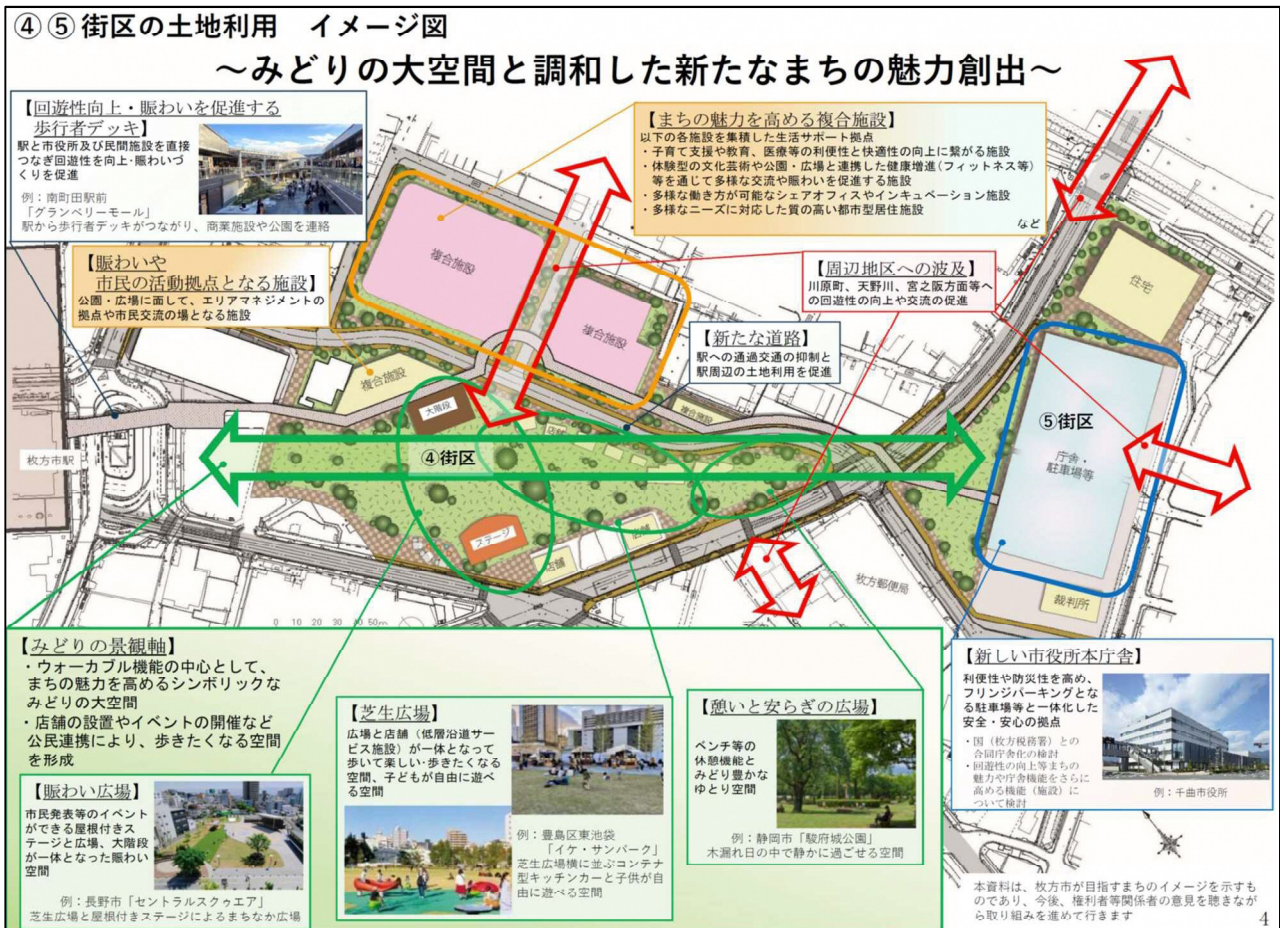 ④⑤街区の土地利用　イメージ図
～みどりの大空間と調和した新たなまちの魅力創出～
【回遊性向上・賑わいを促進する
歩行者デッキ】
駅と市役所及び民間施設を直接
つなぎ回遊性を向上・賑わいづ
くりを促進
例：南町田駅前
「グランベリーモール」
駅から歩行者デッキがつながり、商業施設や公園を連絡
【まちの魅力を高める複合施設】
以下の各施設を集積した生活サポート拠点
・子育て支援や教育、医療等の利便性と快適性の向上に繋がる施設
・体験型の文化芸術や公園・広場と連携した健康増進（フィットネス等）
等を通じて多様な交流や賑わいを促進する施設
・多様な働き方が可能なシェアオフィスやインキュベーション施設
・多様なニーズに対応した質の高い都市型居住施設
など
【賑わいや
市民の活動拠点となる施設】
公園・広場に面して、エリアマネジメントの
拠点や市民交流の場となる施設
【周辺地区への波及】
川原町、天野川、宮之阪方面等へ
の回遊性の向上や交流の促進
【新たな道路】
駅への通過交通の抑制と
駅周辺の土地利用を促進
複合施設
複合施設
複合施設
複合施設
住宅
大階段
店舗
④街区
⑤街区
庁舎・
駐車場等
枚方市駅
ステージ
店舗
店舗
枚方郵便局
裁判所
0 10 20 30 40 50m
【みどりの景観軸】
・ウォーカブル機能の中心として、
まちの魅力を高めるシンボリックな
みどりの大空間
・店舗の設置やイベントの開催など
公民連携により、歩きたくなる空間
を形成
【賑わい広場】
市民発表等のイベント
ができる屋根付きス
テージと広場、大階段
が一体となった賑わい
空間
例：長野市「セントラルスクゥエア」
芝生広場と屋根付きステージによるまちなか広場
【芝生広場】
広場と店舗（低層沿道サー
ビス施設）が一体となって
歩いて楽しい・歩きたくなる
空間、子どもが自由に遊べ
る空間
例：豊島区東池袋
「イケ・サンパーク」
芝生広場横に並ぶコンテナ
型キッチンカーと子供が自
由に遊べる空間
【憩いと安らぎの広場】
ベンチ等の
休憩機能と
みどり豊かな
ゆとり空間
例：静岡市「駿府城公園」
木漏れ日の中で静かに過ごせる空間
【新しい市役所本庁舎】
利便性や防災性を高め、
フリンジパーキングとな
る駐車場等と一体化した
安全・安心の拠点
・国（枚方税務署）との
合同庁舎化の検討
・回遊性の向上等まちの
魅力や庁舎機能をさらに
高める機能（施設）に
ついて検討
例：千曲市役所
本資料は、枚方市が目指すまちのイメージを示すも
のであり、今後、権利者等関係者の意見を聴きなが
ら取り組みを進めて行きます
4